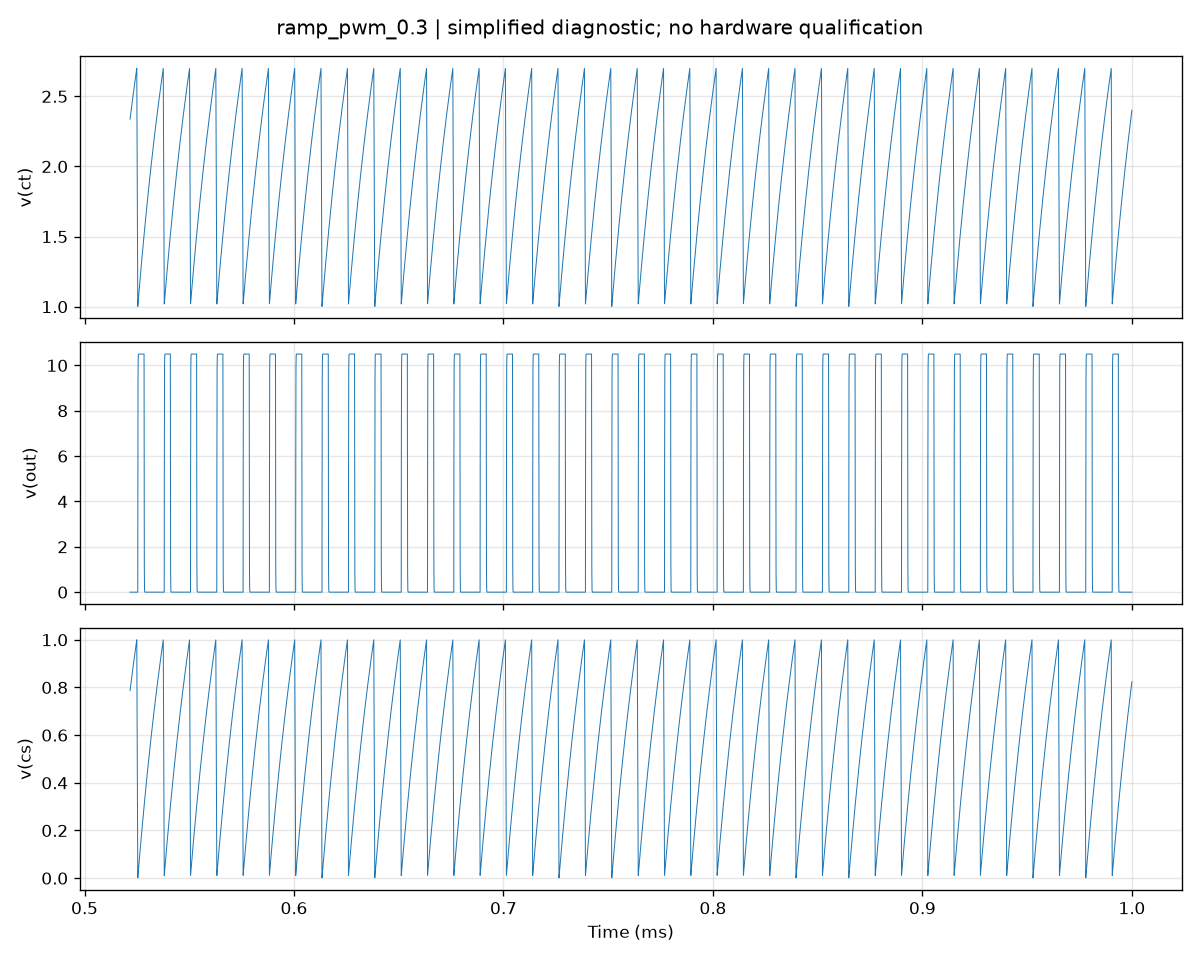 ramp_pwm_0.3 | simplified diagnostic; no hardware qualification
v(ct)
2.5
2.0
1.5
1.0
v(out)
10
8
6
4
2
0
v(cs)
1.0
0.8
0.6
0.4
0.2
0.0
0.5 0.6 0.7 0.8 0.9 1.0
Time (ms)